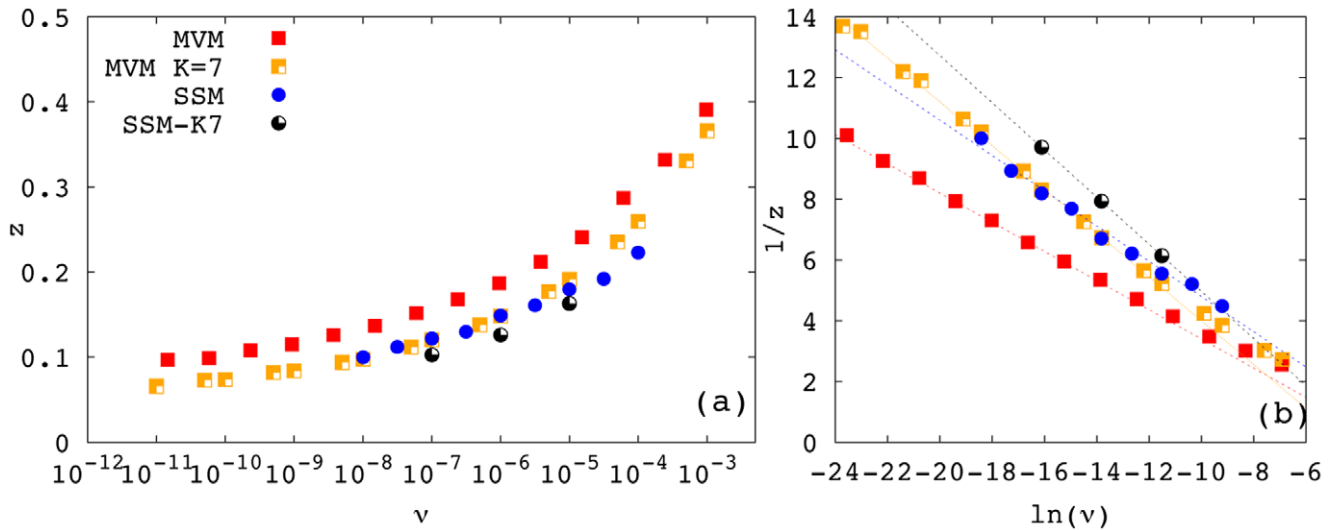 0.5
0.4
0.3
0.2
0.1
0
z
MVM
MVM K=7
SSM
SSM-K7
(a)
10⁻¹² 10⁻¹¹ 10⁻¹⁰ 10⁻⁹ 10⁻⁸ 10⁻⁷ 10⁻⁶ 10⁻⁵ 10⁻⁴ 10⁻³
ν
14
12
10
8
6
4
2
0
1/z
(b)
-24 -22 -20 -18 -16 -14 -12 -10 -8 -6
ln(ν)